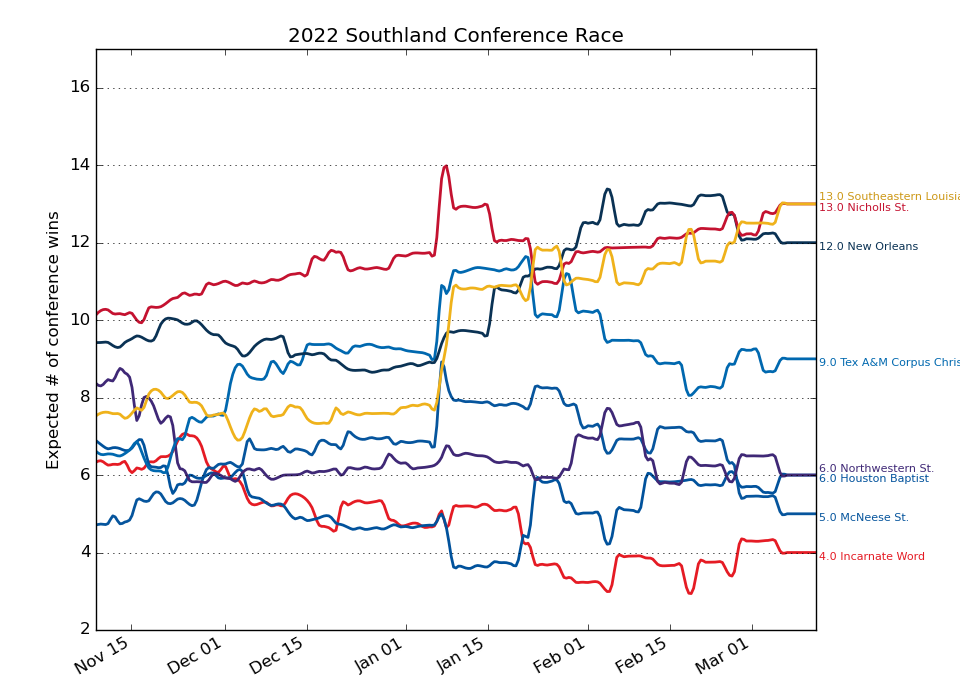 2022 Southland Conference Race
Expected # of conference wins
16
14
12
10
8
6
4
2
13.0 Southeastern Louisia
13.0 Nicholls St.
12.0 New Orleans
9.0 Tex A&M Corpus Chris
6.0 Northwestern St.
6.0 Houston Baptist
5.0 McNeese St.
4.0 Incarnate Word
Nov 15
Dec 01
Dec 15
Jan 01
Jan 15
Feb 01
Feb 15
Mar 01